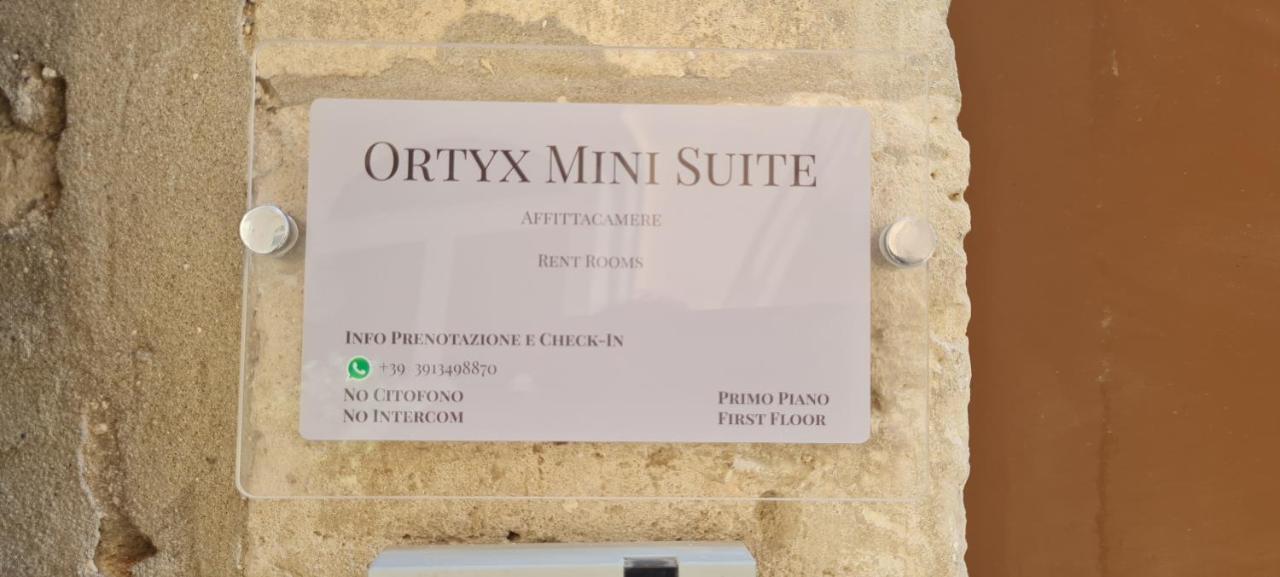 ORTYX MINI SUITE
AFFITTACAMERE
RENT ROOMS
INFO PRENOTAZIONE E CHECK-IN
+39 3913498870
NO CITOFONO
NO INTERCOM
PRIMO PIANO
FIRST FLOOR